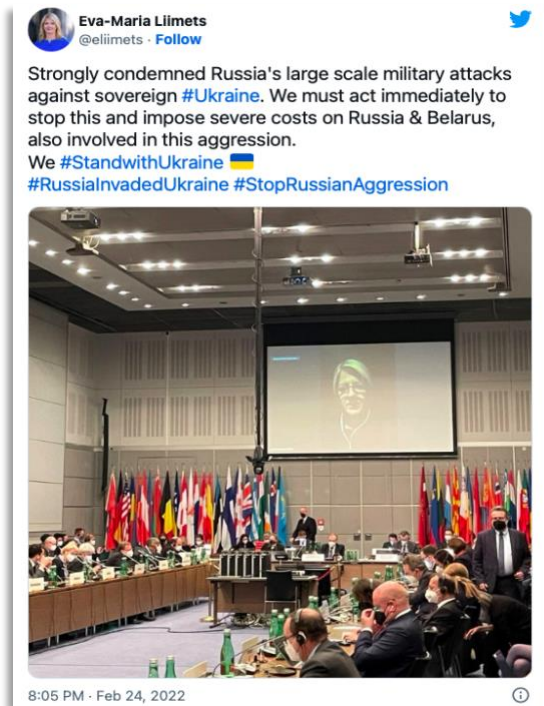 Eva-Maria Liimets
@eliimets · Follow
Strongly condemned Russia's large scale military attacks
against sovereign #Ukraine. We must act immediately to
stop this and impose severe costs on Russia & Belarus,
also involved in this aggression.
We #StandwithUkraine 🇺🇦
#RussiaInvadedUkraine #StopRussianAggression
8:05 PM · Feb 24, 2022